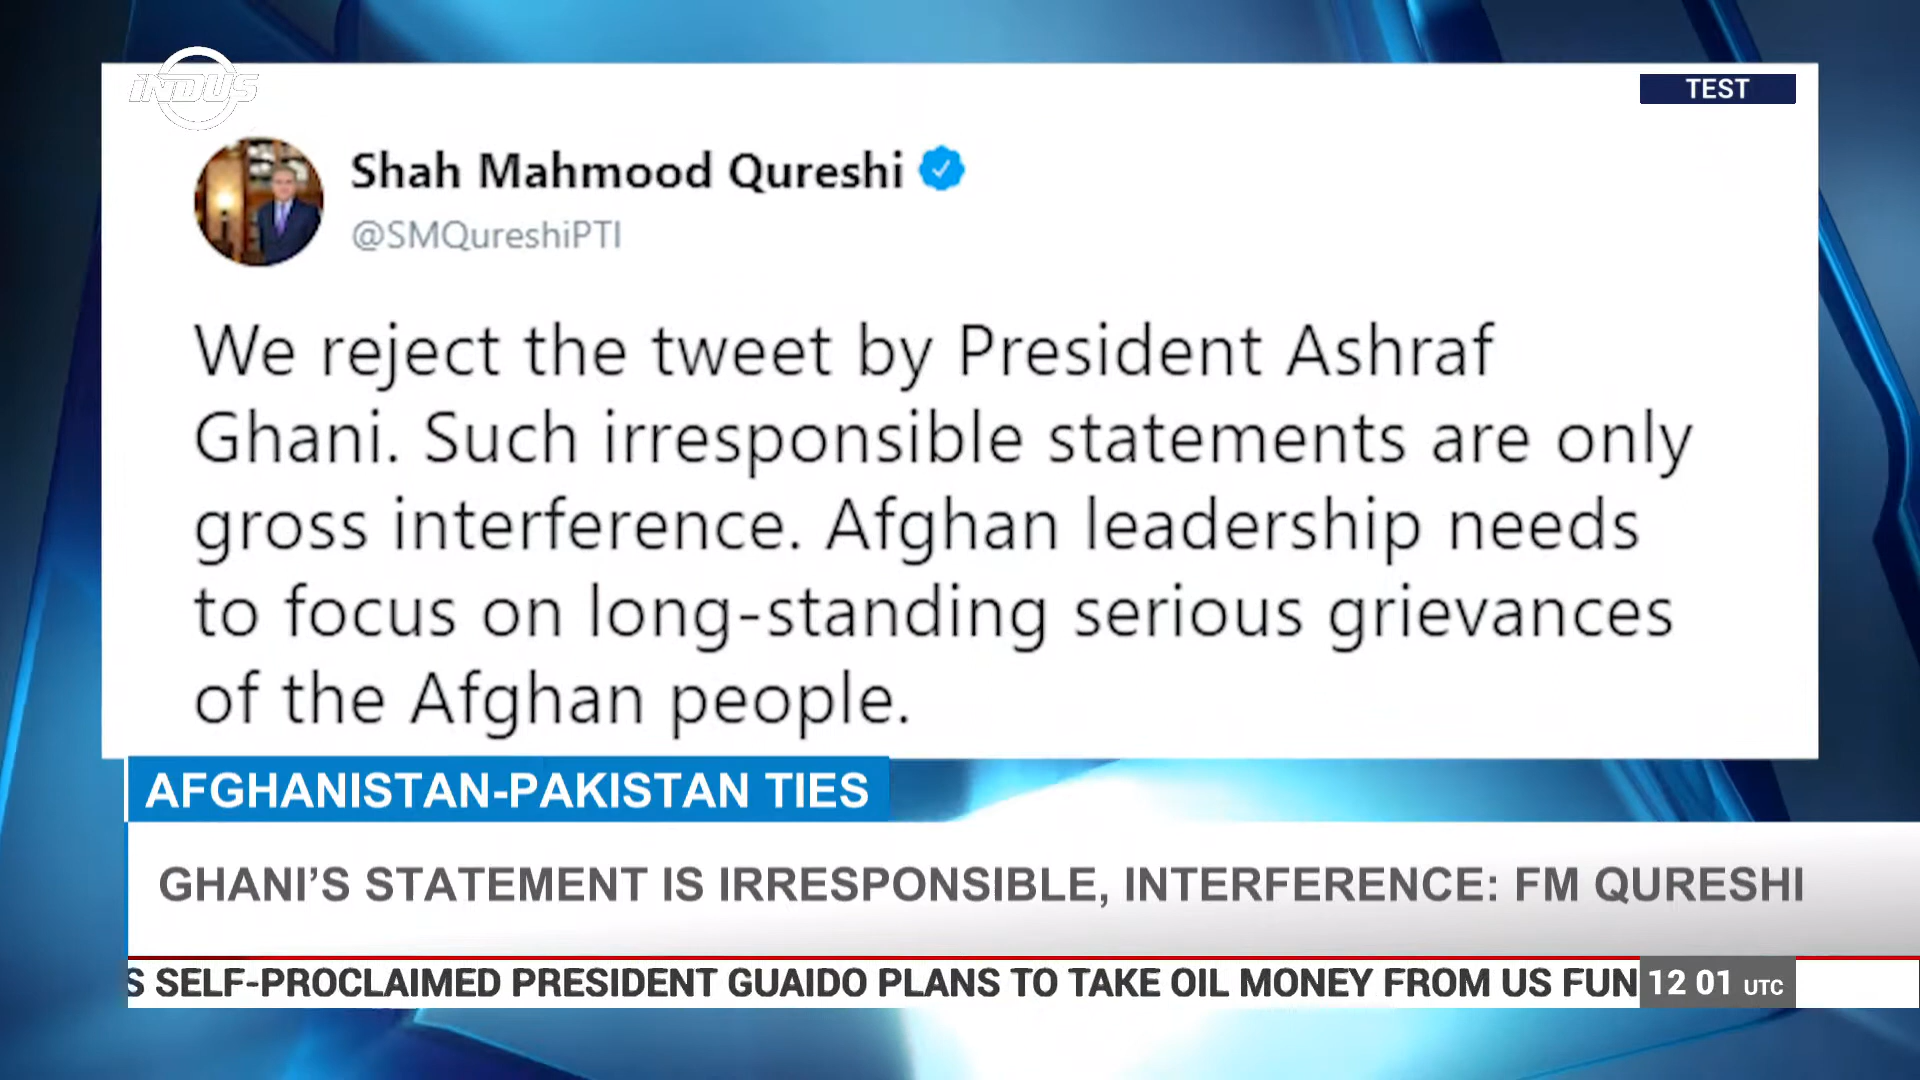 INDUS
TEST
Shah Mahmood Qureshi
@SMQureshiPTI
We reject the tweet by President Ashraf
Ghani. Such irresponsible statements are only
gross interference. Afghan leadership needs
to focus on long-standing serious grievances
of the Afghan people.
AFGHANISTAN-PAKISTAN TIES
GHANI’S STATEMENT IS IRRESPONSIBLE, INTERFERENCE: FM QURESHI
S SELF-PROCLAIMED PRESIDENT GUAIDO PLANS TO TAKE OIL MONEY FROM US FUN
12 01 UTC